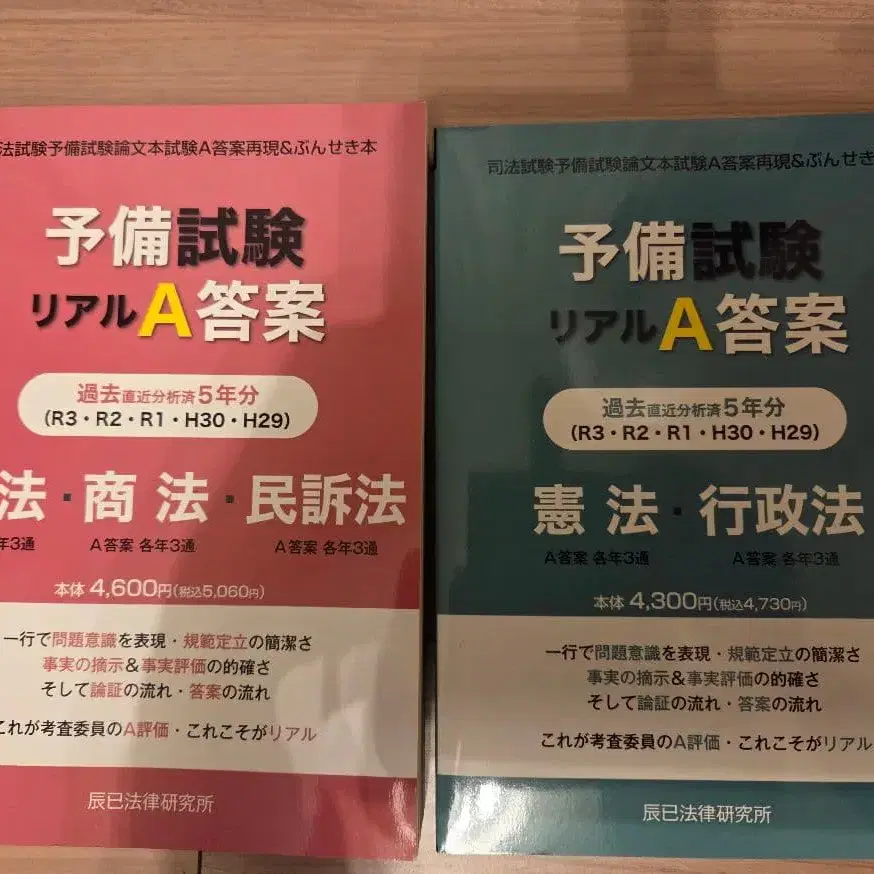 法試験予備試験論文本試験A答案再現&ぶんせき本
予備試験
リアルA答案
過去直近分析済5年分
(R3・R2・R1・H30・H29)
法・商法・民訴法
年3通 A答案 各年3通 A答案 各年3通
本体 4,600円(税込5,060円)
一行で問題意識を表現・規範定立の簡潔さ
事実の摘示&事実評価の的確さ
そして論証の流れ・答案の流れ
これが考査委員のA評価・これこそがリアル
辰已法律研究所
司法試験予備試験論文本試験A答案再現&ぶんせき
予備試験
リアルA答案
過去直近分析済5年分
(R3・R2・R1・H30・H29)
憲法・行政法
A答案 各年3通 A答案 各年3通
本体 4,300円(税込4,730円)
一行で問題意識を表現・規範定立の簡潔さ
事実の摘示&事実評価の的確さ
そして論証の流れ・答案の流れ
これが考査委員のA評価・これこそがリアル
辰已法律研究所